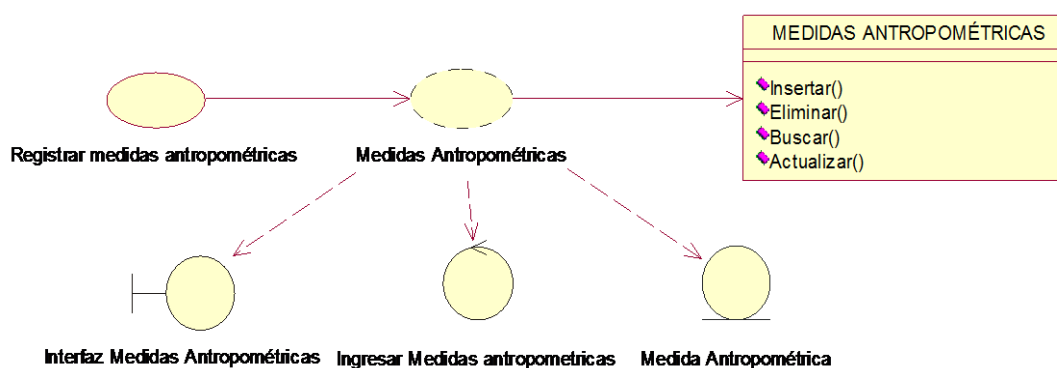 MEDIDAS ANTROPOMÉTRICAS
Insertar()
Eliminar()
Buscar()
Actualizar()
Registrar medidas antropométricas
Medidas Antropométricas
Interfaz Medidas Antropométricas
Ingresar Medidas antropometricas
Medida Antropométrica